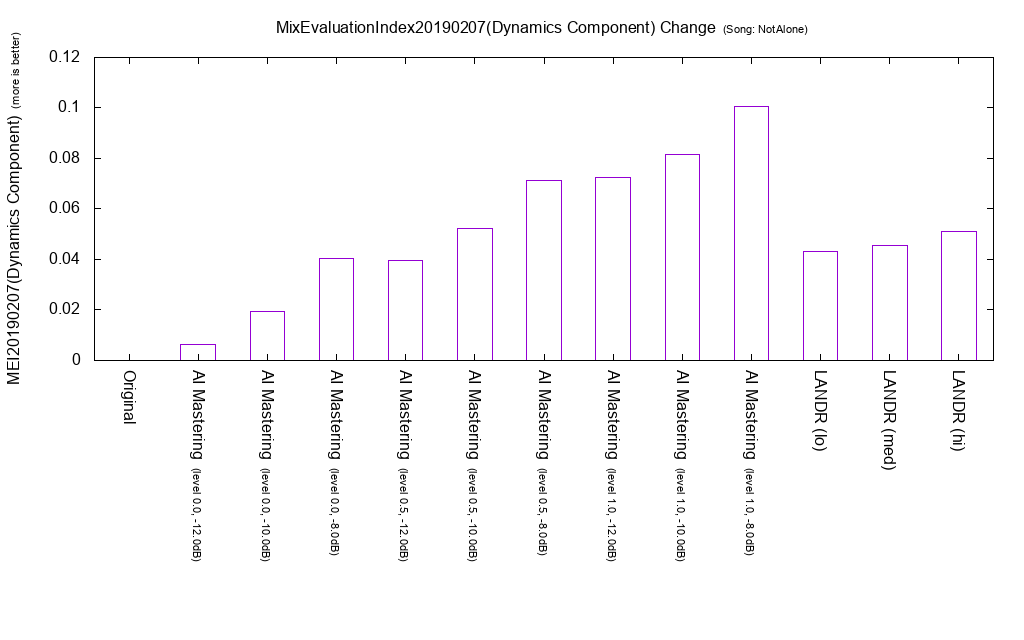 MixEvaluationIndex20190207(Dynamics Component) Change (Song: NotAlone)
MEI20190207(Dynamics Component) (more is better)
0.12
0.1
0.08
0.06
0.04
0.02
0
Original
AI Mastering (level 0.0, -12.0dB)
AI Mastering (level 0.0, -10.0dB)
AI Mastering (level 0.0, -8.0dB)
AI Mastering (level 0.5, -12.0dB)
AI Mastering (level 0.5, -10.0dB)
AI Mastering (level 0.5, -8.0dB)
AI Mastering (level 1.0, -12.0dB)
AI Mastering (level 1.0, -10.0dB)
AI Mastering (level 1.0, -8.0dB)
LANDR (lo)
LANDR (med)
LANDR (hi)